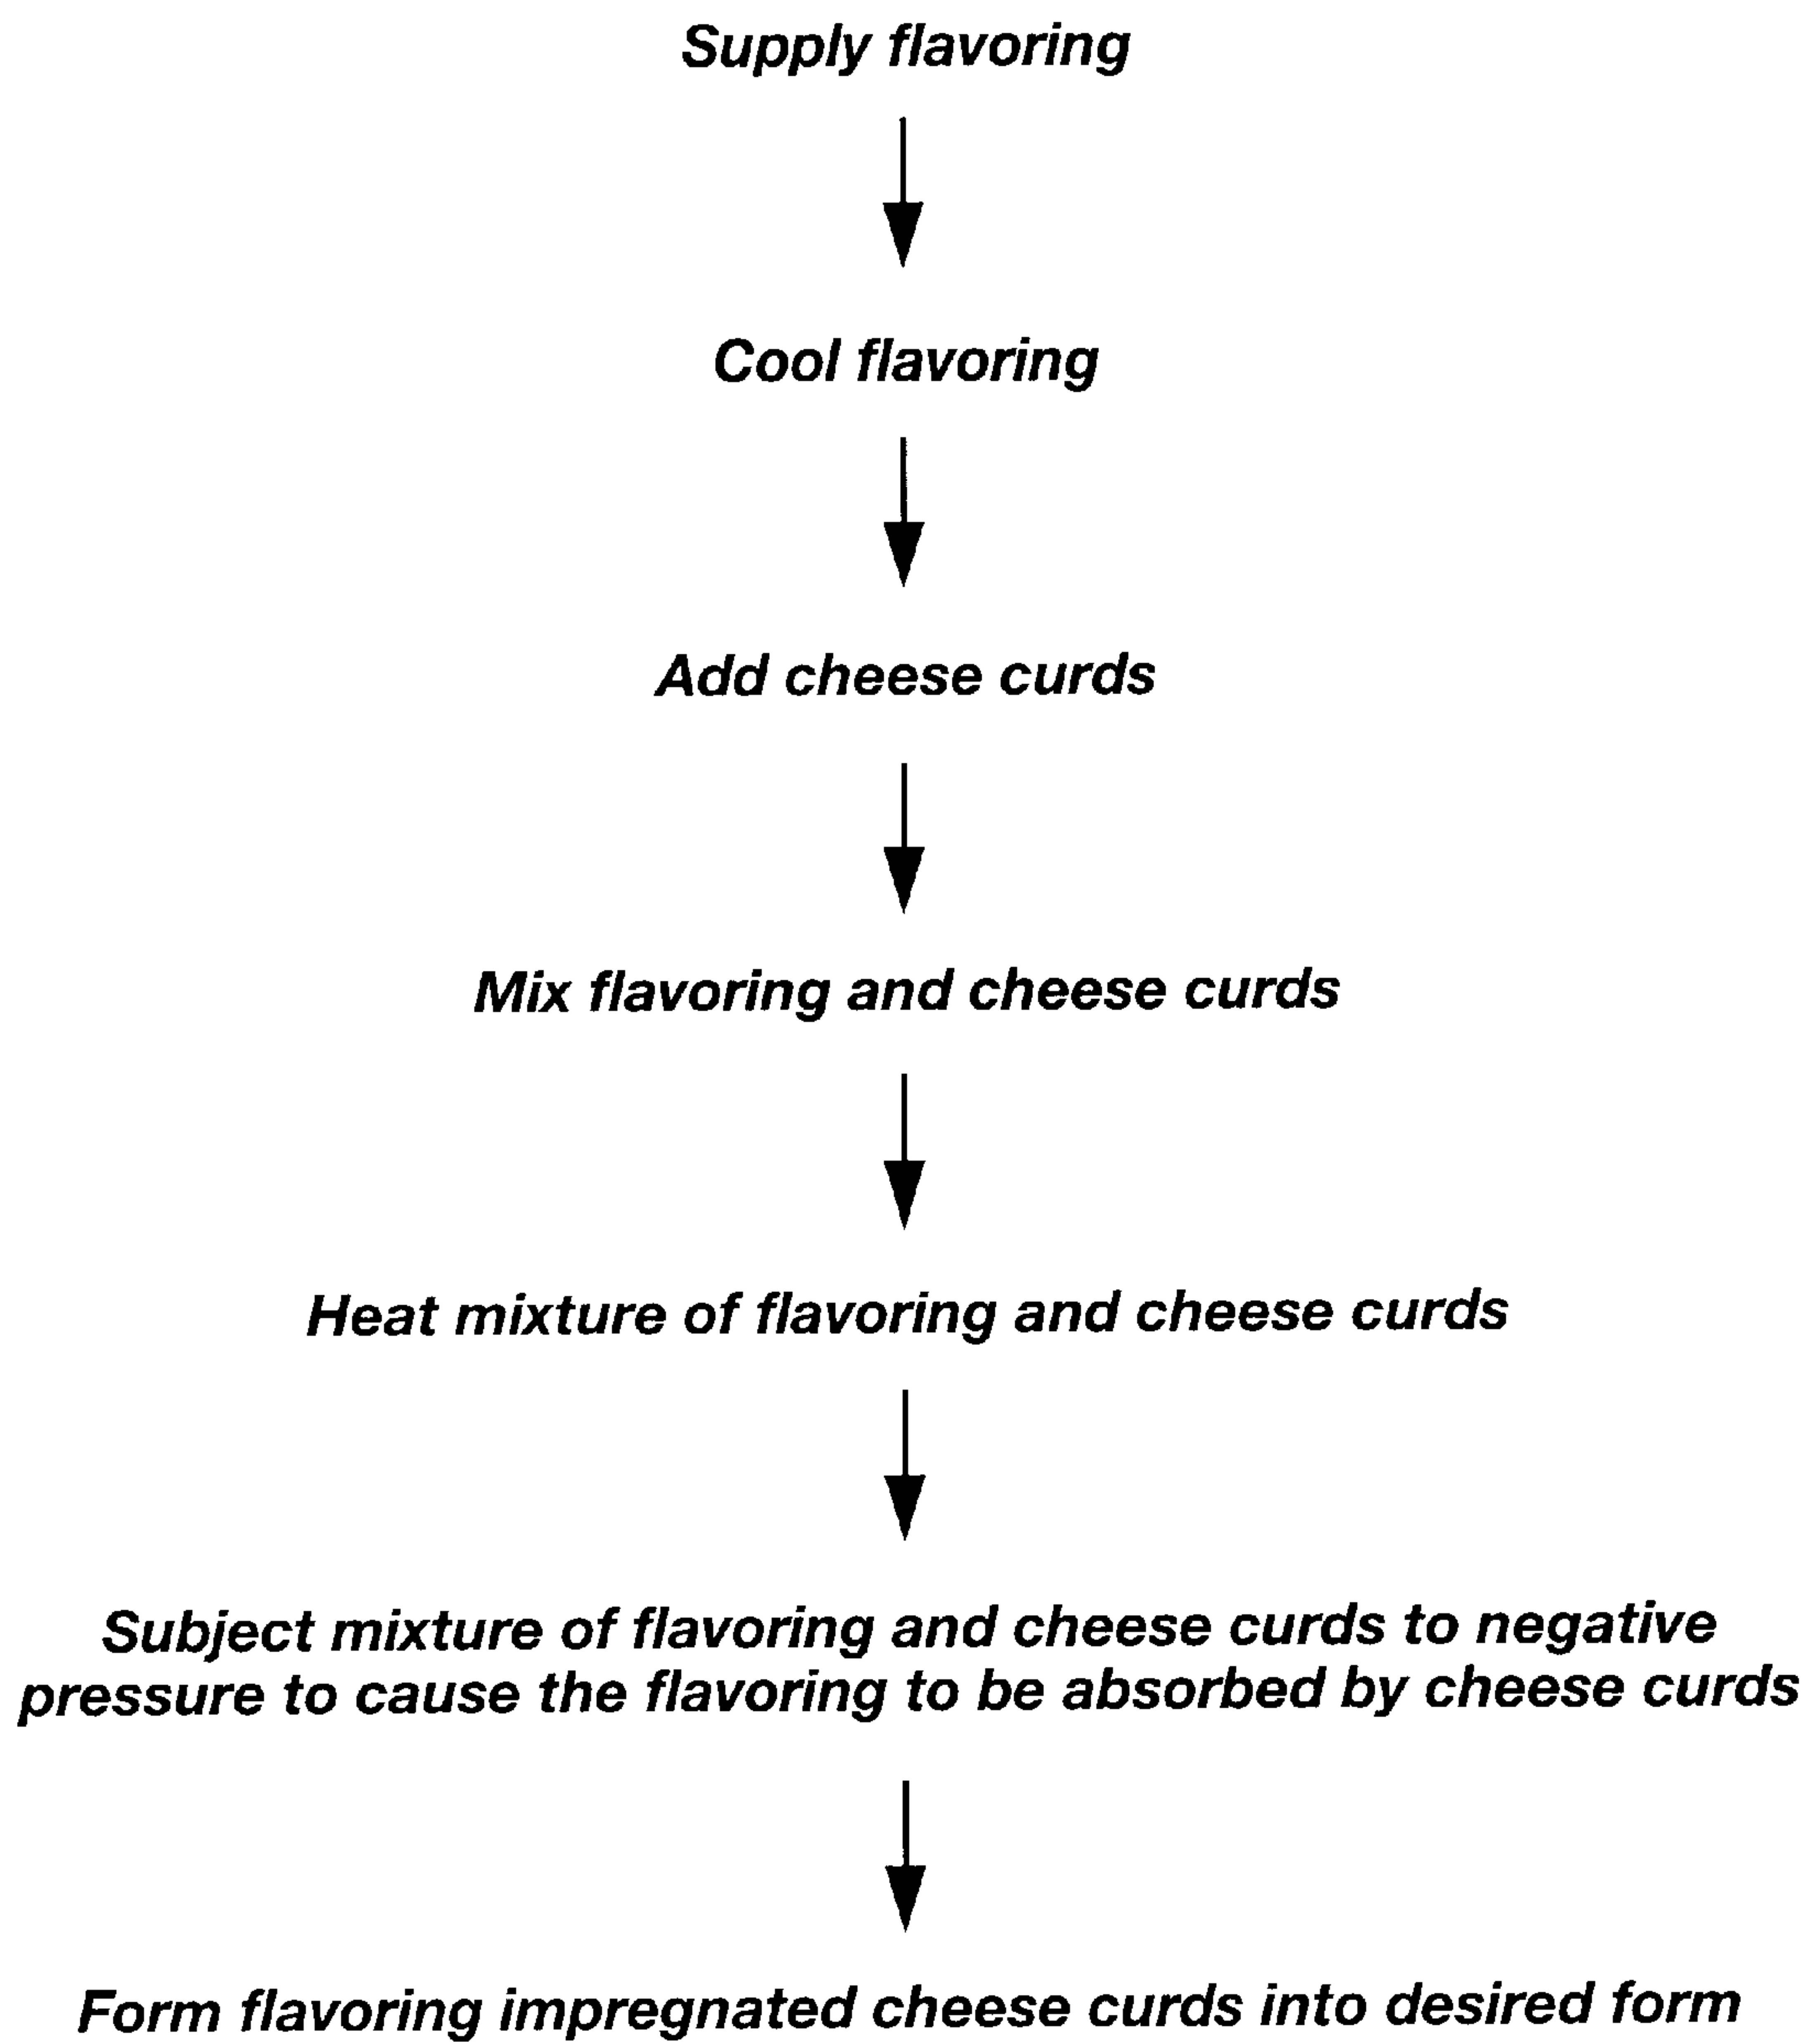 Supply flavoring
Cool flavoring
Add cheese curds
Mix flavoring and cheese curds
Heat mixture of flavoring and cheese curds
Subject mixture of flavoring and cheese curds to negative
pressure to cause the flavoring to be absorbed by cheese curds
Form flavoring impregnated cheese curds into desired form